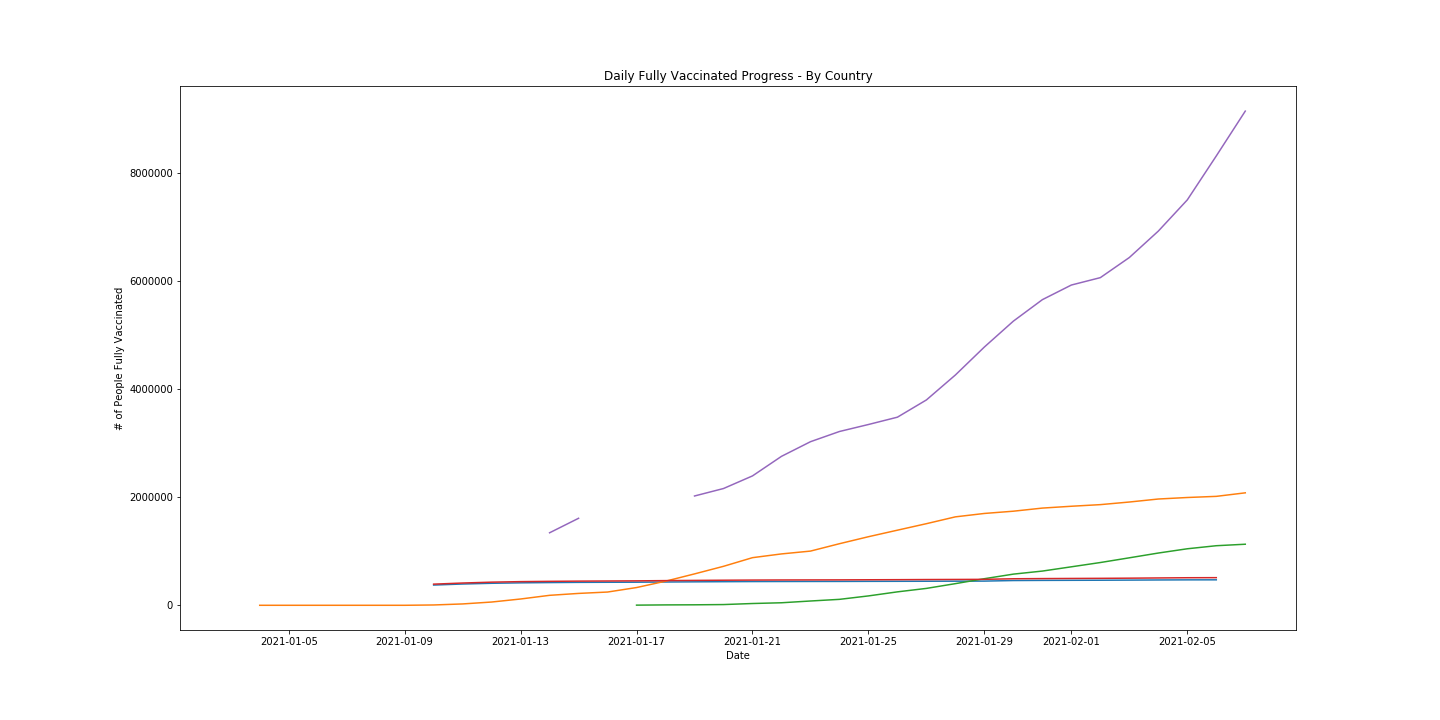 Daily Fully Vaccinated Progress - By Country
# of People Fully Vaccinated
8000000
6000000
4000000
2000000
0
2021-01-05 2021-01-09 2021-01-13 2021-01-17 2021-01-21 2021-01-25 2021-01-29 2021-02-01 2021-02-05
Date